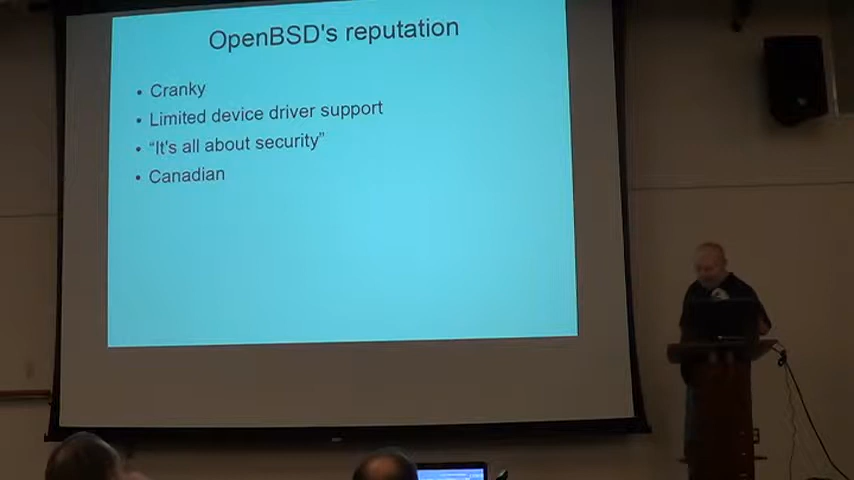 OpenBSD's reputation
• Cranky
• Limited device driver support
• “It's all about security”
• Canadian